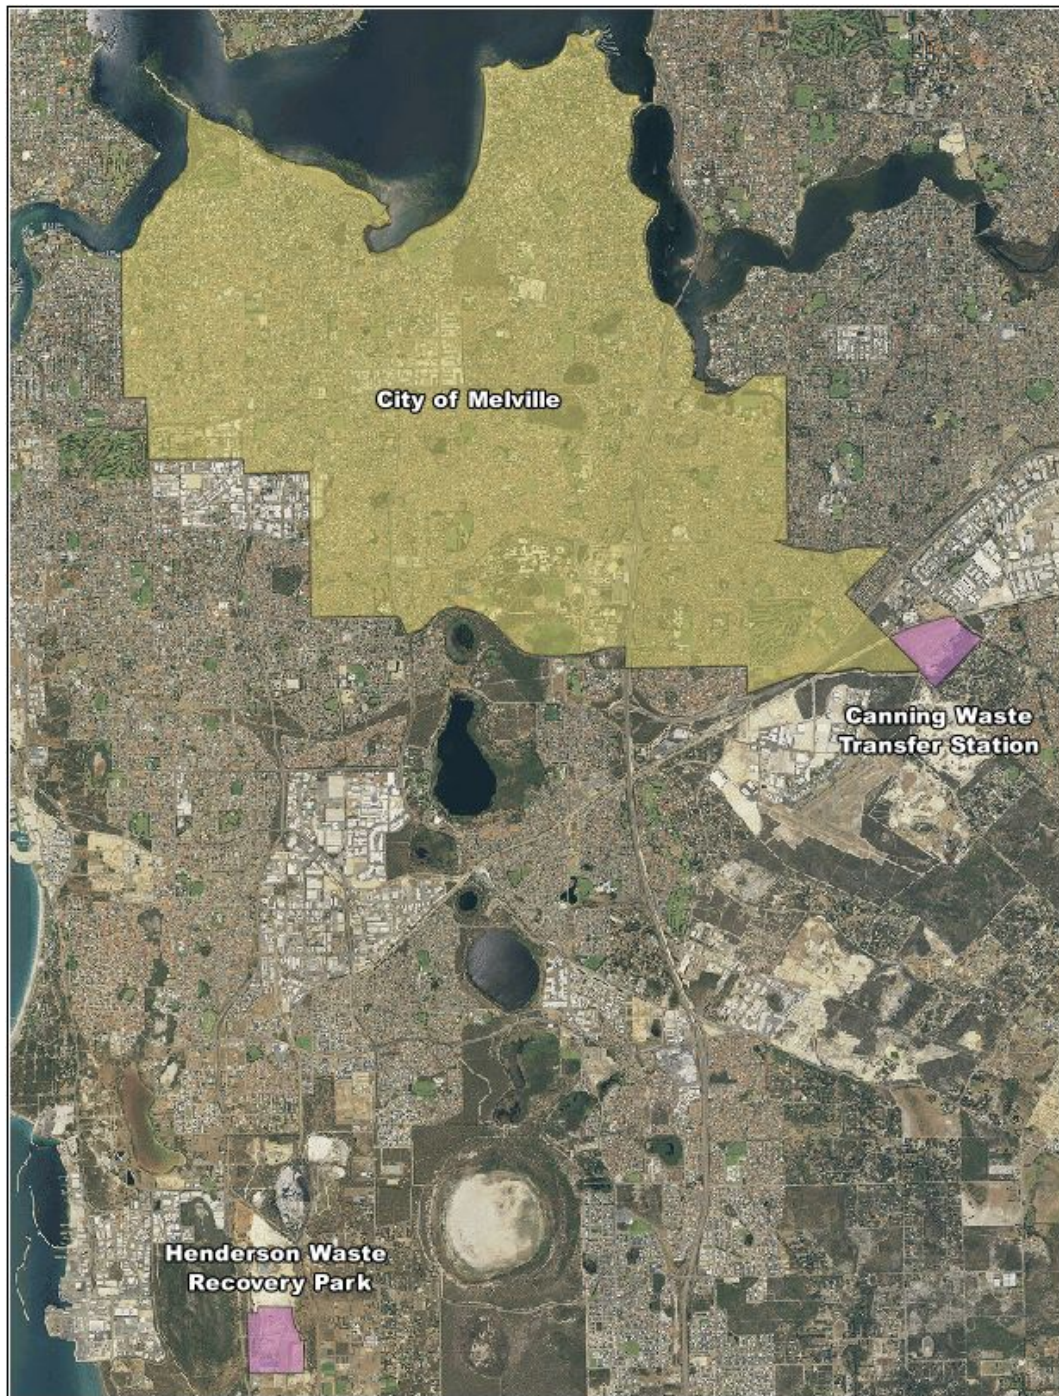 City of Melville
Canning Waste
Transfer Station
Henderson Waste
Recovery Park